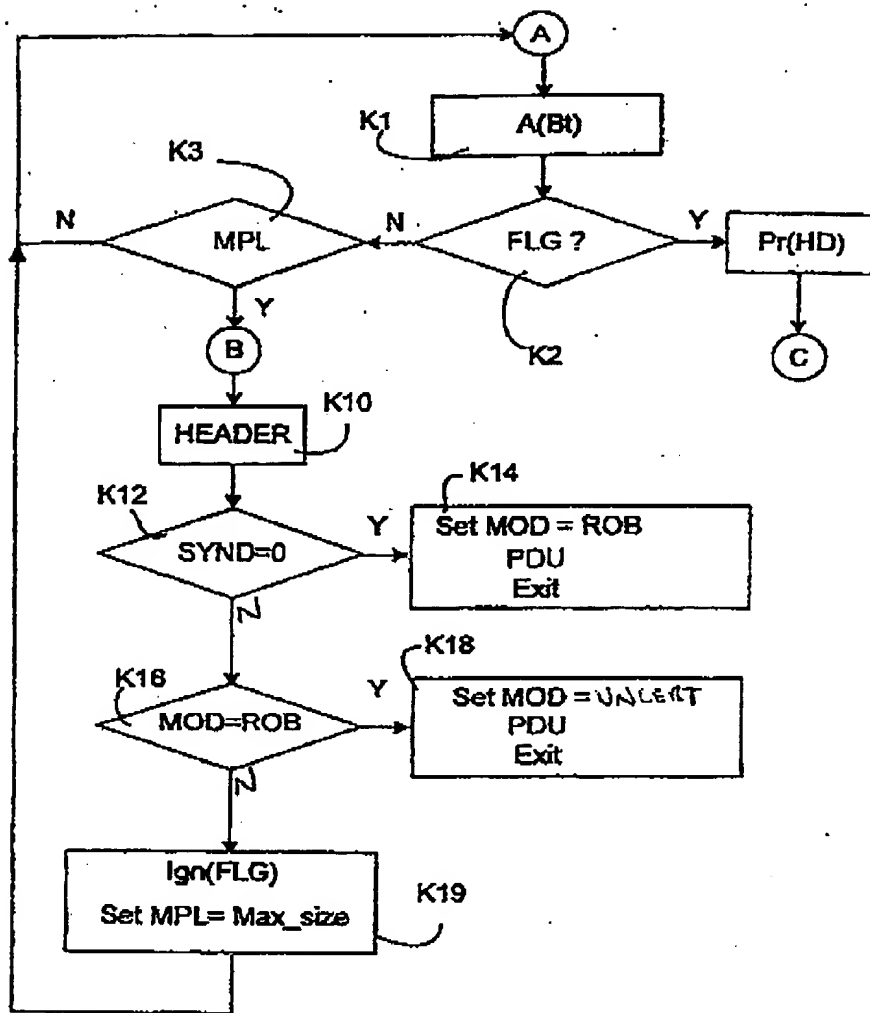 A
A(Bt)
K1
K3
N
MPL
N
FLG ?
Y
Pr(HD)
Y
K2
B
C
HEADER
K10
K12
SYND=0
Y
K14
Set MOD = ROB
PDU
Exit
N
K16
MOD=ROB
Y
K18
Set MOD = UNCERT
PDU
Exit
N
Ign(FLG)
Set MPL= Max_size
K19